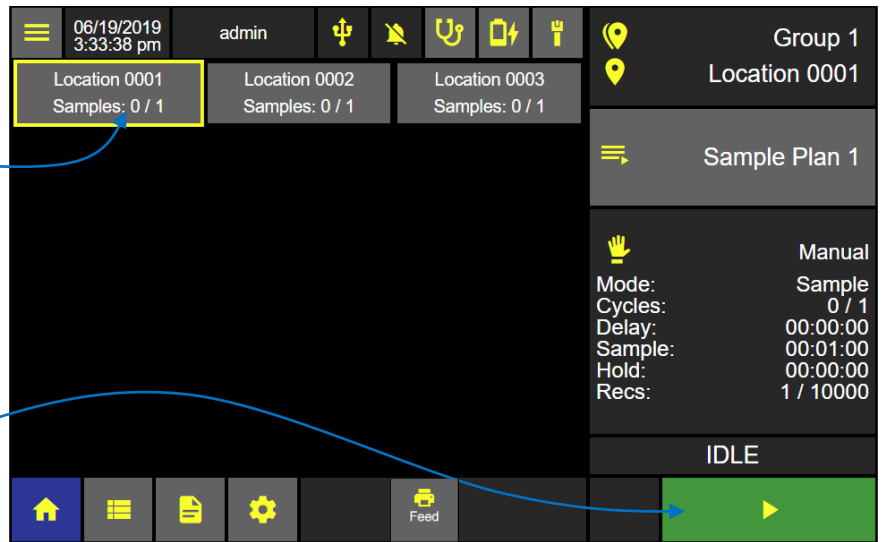 06/19/2019
3:33:38 pm
admin
Group 1
Location 0001
Location 0001
Samples: 0 / 1
Location 0002
Samples: 0 / 1
Location 0003
Samples: 0 / 1
Sample Plan 1
Manual
Mode: Sample
Cycles: 0 / 1
Delay: 00:00:00
Sample: 00:01:00
Hold: 00:00:00
Recs: 1 / 10000
IDLE
Feed